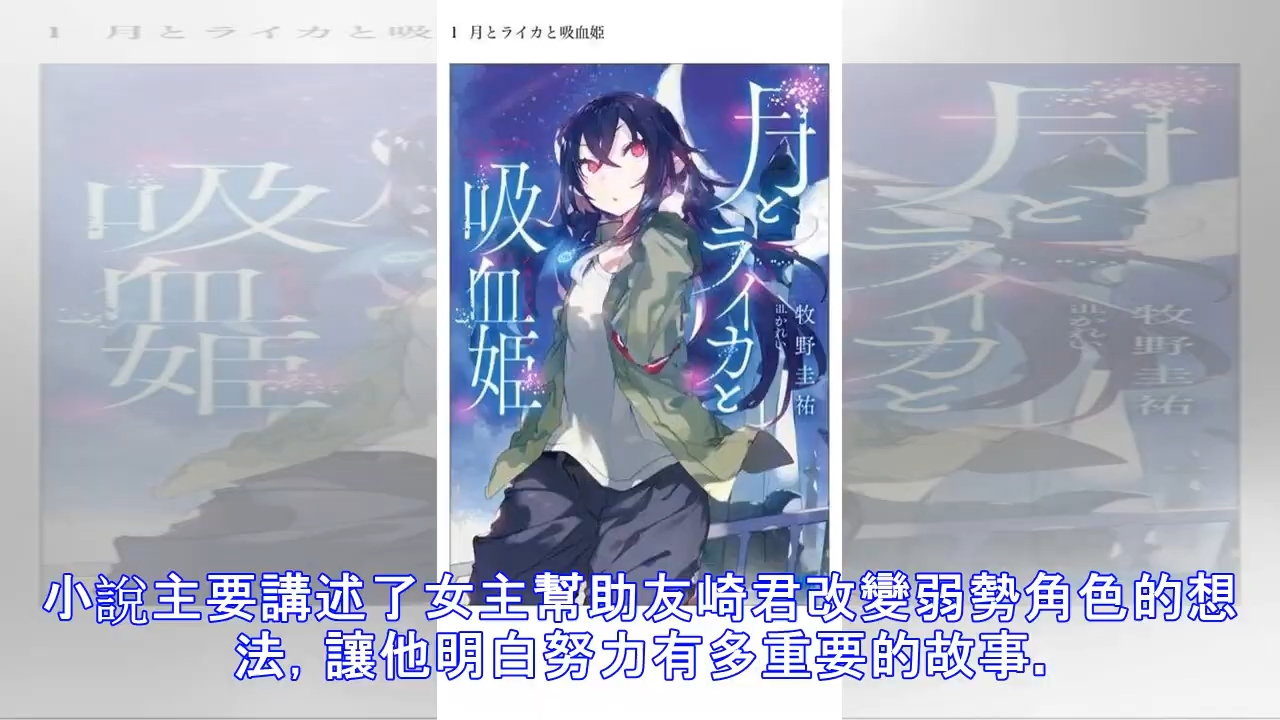 1 月とライカと吸血姫
月とライカと
吸血姫
牧野圭祐
かれい
小說主要講述了女主幫助友崎君改變弱勢角色的想
法, 讓他明白努力有多重要的故事.